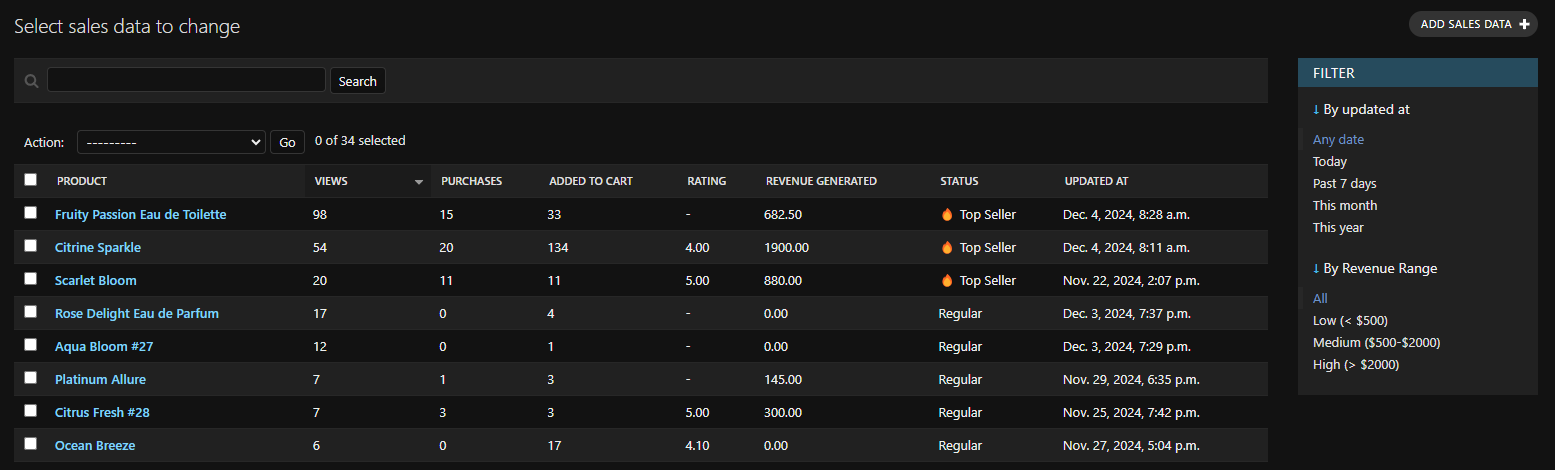 Select sales data to change
ADD SALES DATA +
Search
FILTER
↓ By updated at
Any date
Today
Past 7 days
This month
This year
↓ By Revenue Range
All
Low (< $500)
Medium ($500-$2000)
High (> $2000)
Action: --------- Go 0 of 34 selected
PRODUCT VIEWS PURCHASES ADDED TO CART RATING REVENUE GENERATED STATUS UPDATED AT
Fruity Passion Eau de Toilette 98 15 33 - 682.50 🔥 Top Seller Dec. 4, 2024, 8:28 a.m.
Citrine Sparkle 54 20 134 4.00 1900.00 🔥 Top Seller Dec. 4, 2024, 8:11 a.m.
Scarlet Bloom 20 11 11 5.00 880.00 🔥 Top Seller Nov. 22, 2024, 2:07 p.m.
Rose Delight Eau de Parfum 17 0 4 - 0.00 Regular Dec. 3, 2024, 7:37 p.m.
Aqua Bloom #27 12 0 1 - 0.00 Regular Dec. 3, 2024, 7:29 p.m.
Platinum Allure 7 1 3 - 145.00 Regular Nov. 29, 2024, 6:35 p.m.
Citrus Fresh #28 7 3 3 5.00 300.00 Regular Nov. 25, 2024, 7:42 p.m.
Ocean Breeze 6 0 17 4.10 0.00 Regular Nov. 27, 2024, 5:04 p.m.